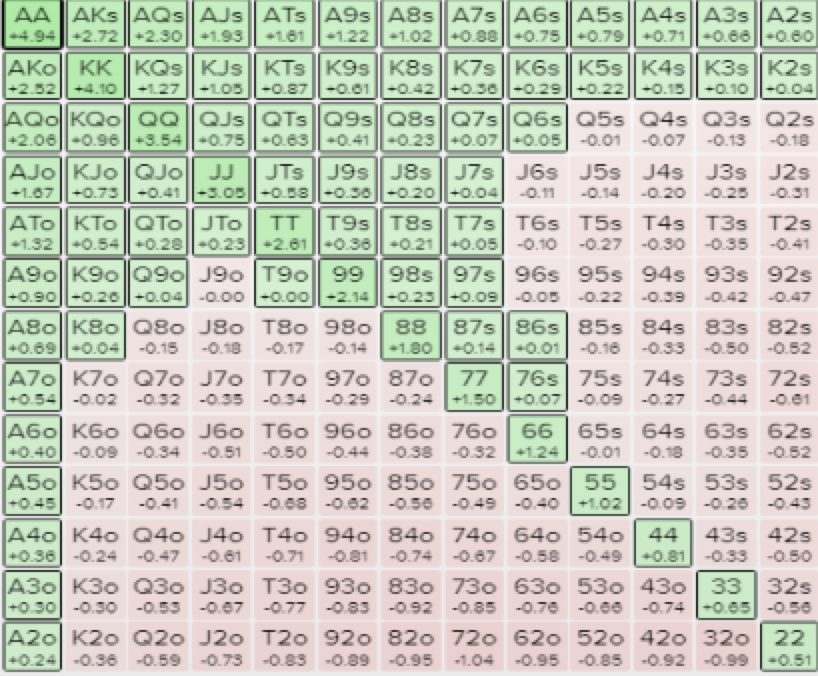 AA AKs AQs AJs ATs A9s A8s A7s A6s A5s A4s A3s A2s
+4.94 +2.72 +2.30 +1.93 +1.61 +1.22 +1.02 +0.88 +0.75 +0.79 +0.71 +0.66 +0.60
AKo KK KQs KJs KTs K9s K8s K7s K6s K5s K4s K3s K2s
+2.52 +4.10 +1.27 +1.05 +0.87 +0.61 +0.42 +0.36 +0.29 +0.22 +0.15 +0.10 +0.04
AQo KQo QQ QJs QTs Q9s Q8s Q7s Q6s Q5s Q4s Q3s Q2s
+2.06 +0.96 +3.54 +0.75 +0.63 +0.41 +0.23 +0.07 +0.05 -0.01 -0.07 -0.13 -0.18
AJo KJo QJo JJ JTs J9s J8s J7s J6s J5s J4s J3s J2s
+1.67 +0.73 +0.41 +3.05 +0.58 +0.36 +0.20 +0.04 -0.11 -0.14 -0.20 -0.25 -0.31
ATo KTo QTo JTo TT T9s T8s T7s T6s T5s T4s T3s T2s
+1.32 +0.54 +0.28 +0.23 +2.61 +0.36 +0.21 +0.05 -0.10 -0.27 -0.30 -0.35 -0.41
A9o K9o Q9o J9o T9o 99 98s 97s 96s 95s 94s 93s 92s
+0.90 +0.26 +0.04 -0.00 +0.00 +2.14 +0.23 +0.09 -0.05 -0.22 -0.39 -0.42 -0.47
A8o K8o Q8o J8o T8o 98o 88 87s 86s 85s 84s 83s 82s
+0.69 +0.04 -0.15 -0.18 -0.17 -0.14 +1.80 +0.14 +0.01 -0.16 -0.33 -0.50 -0.52
A7o K7o Q7o J7o T7o 97o 87o 77 76s 75s 74s 73s 72s
+0.54 -0.02 -0.32 -0.35 -0.34 -0.29 -0.24 +1.50 +0.07 -0.09 -0.27 -0.44 -0.61
A6o K6o Q6o J6o T6o 96o 86o 76o 66 65s 64s 63s 62s
+0.40 -0.09 -0.34 -0.51 -0.50 -0.44 -0.38 -0.32 +1.24 -0.01 -0.18 -0.35 -0.52
A5o K5o Q5o J5o T5o 95o 85o 75o 65o 55 54s 53s 52s
+0.45 -0.17 -0.41 -0.54 -0.68 -0.62 -0.56 -0.49 -0.40 +1.02 -0.09 -0.26 -0.43
A4o K4o Q4o J4o T4o 94o 84o 74o 64o 54o 44 43s 42s
+0.36 -0.24 -0.47 -0.61 -0.71 -0.81 -0.74 -0.67 -0.58 -0.49 +0.81 -0.33 -0.50
A3o K3o Q3o J3o T3o 93o 83o 73o 63o 53o 43o 33 32s
+0.30 -0.30 -0.53 -0.67 -0.77 -0.83 -0.92 -0.85 -0.76 -0.66 -0.74 +0.65 -0.56
A2o K2o Q2o J2o T2o 92o 82o 72o 62o 52o 42o 32o 22
+0.24 -0.36 -0.59 -0.73 -0.83 -0.89 -0.95 -1.04 -0.95 -0.85 -0.92 -0.99 +0.51